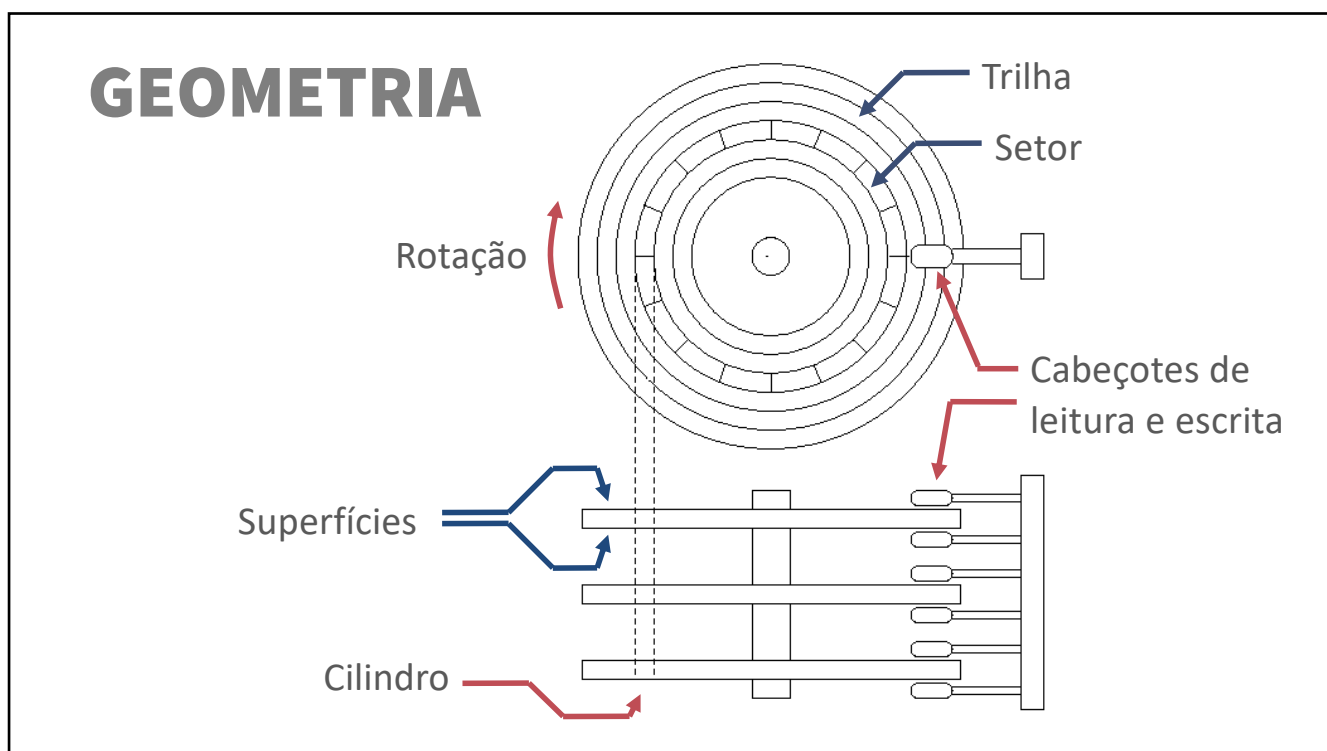 GEOMETRIA
Trilha
Setor
Rotação
Cabeçotes de
leitura e escrita
Superfícies
Cilindro